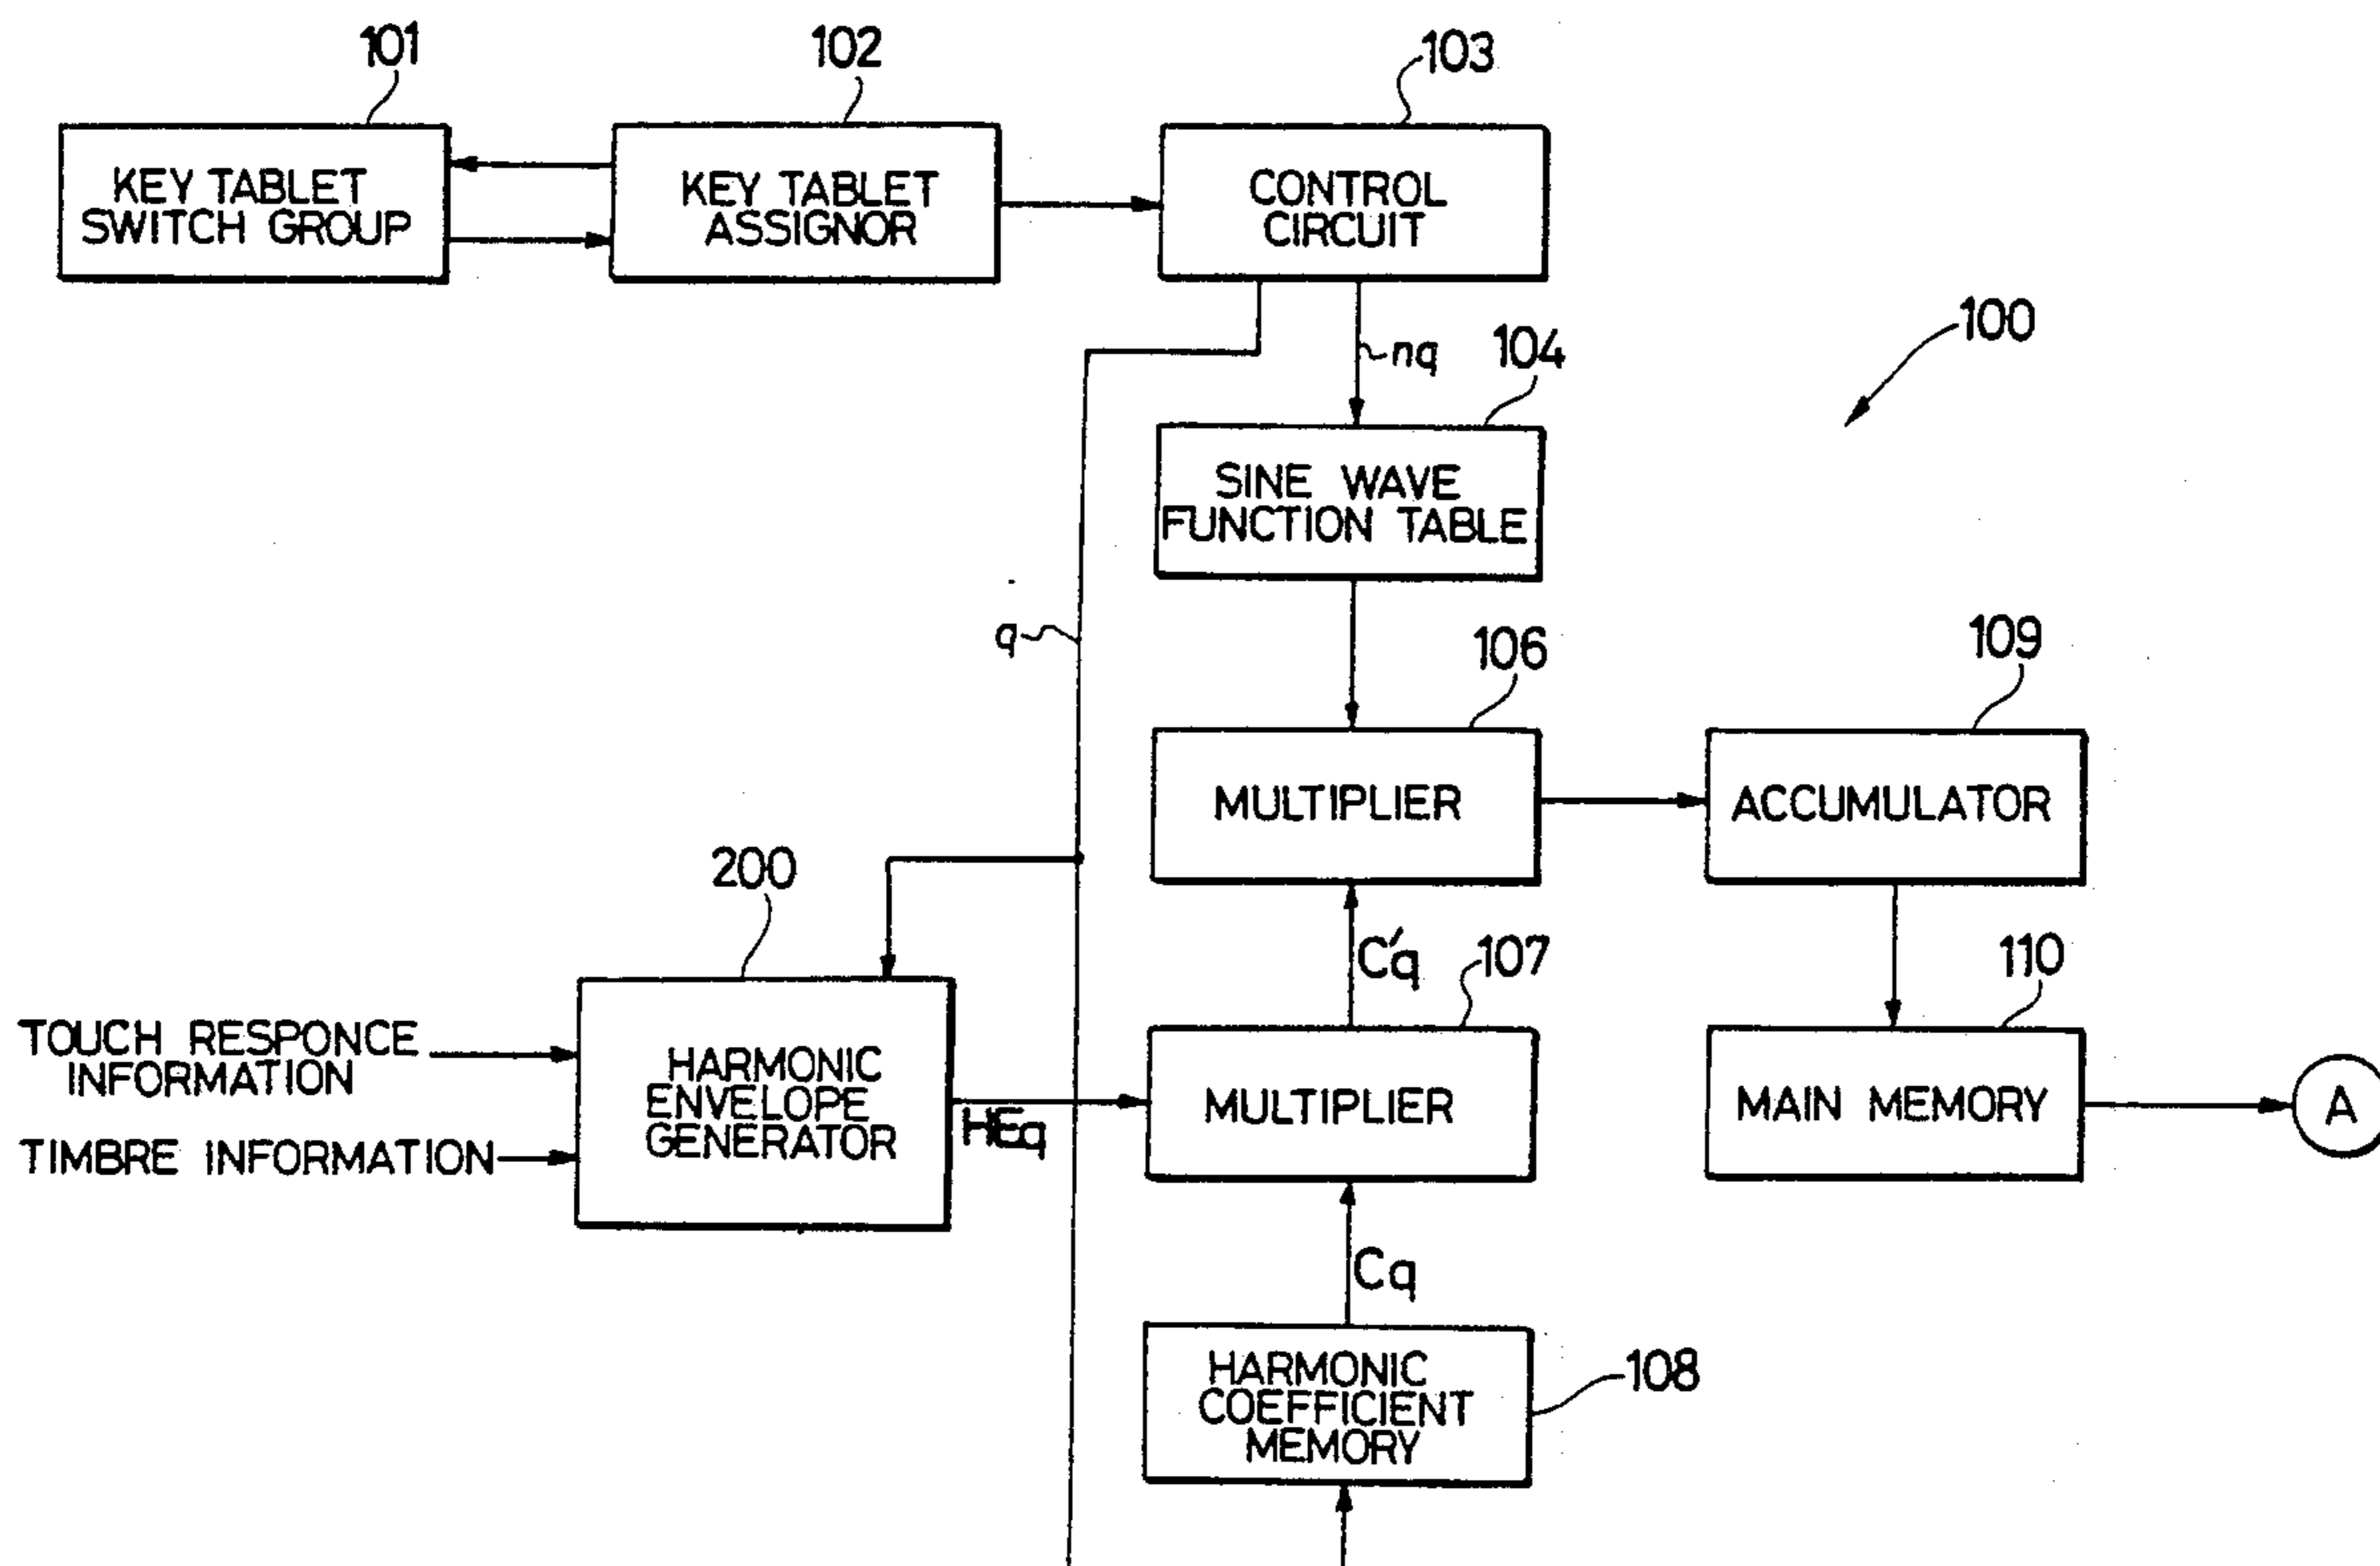 101
102
103
KEY TABLET
SWITCH GROUP
KEY TABLET
ASSIGNOR
CONTROL
CIRCUIT
100
nq
104
SINE WAVE
FUNCTION TABLE
q
106
109
MULTIPLIER
ACCUMULATOR
200
C'q
107
110
TOUCH RESPONCE
INFORMATION
TIMBRE INFORMATION
HARMONIC
ENVELOPE
GENERATOR
HEq
MULTIPLIER
MAIN MEMORY
A
Cq
HARMONIC
COEFFICIENT
MEMORY
108